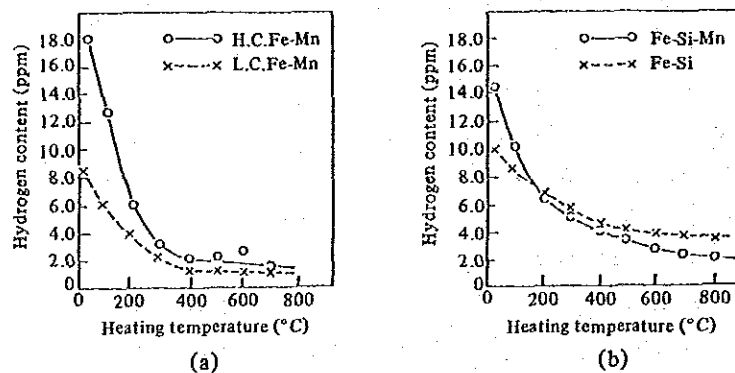 Hydrogen content (ppm)
18.0
16.0
14.0
12.0
10.0
8.0
6.0
4.0
2.0
H.C.Fe-Mn
L.C.Fe-Mn
0 200 400 600 800
Heating temperature (°C)
(a)
Hydrogen content (ppm)
18.0
16.0
14.0
12.0
10.0
8.0
6.0
4.0
2.0
Fe-Si-Mn
Fe-Si
0 200 400 600 800
Heating temperature (°C)
(b)